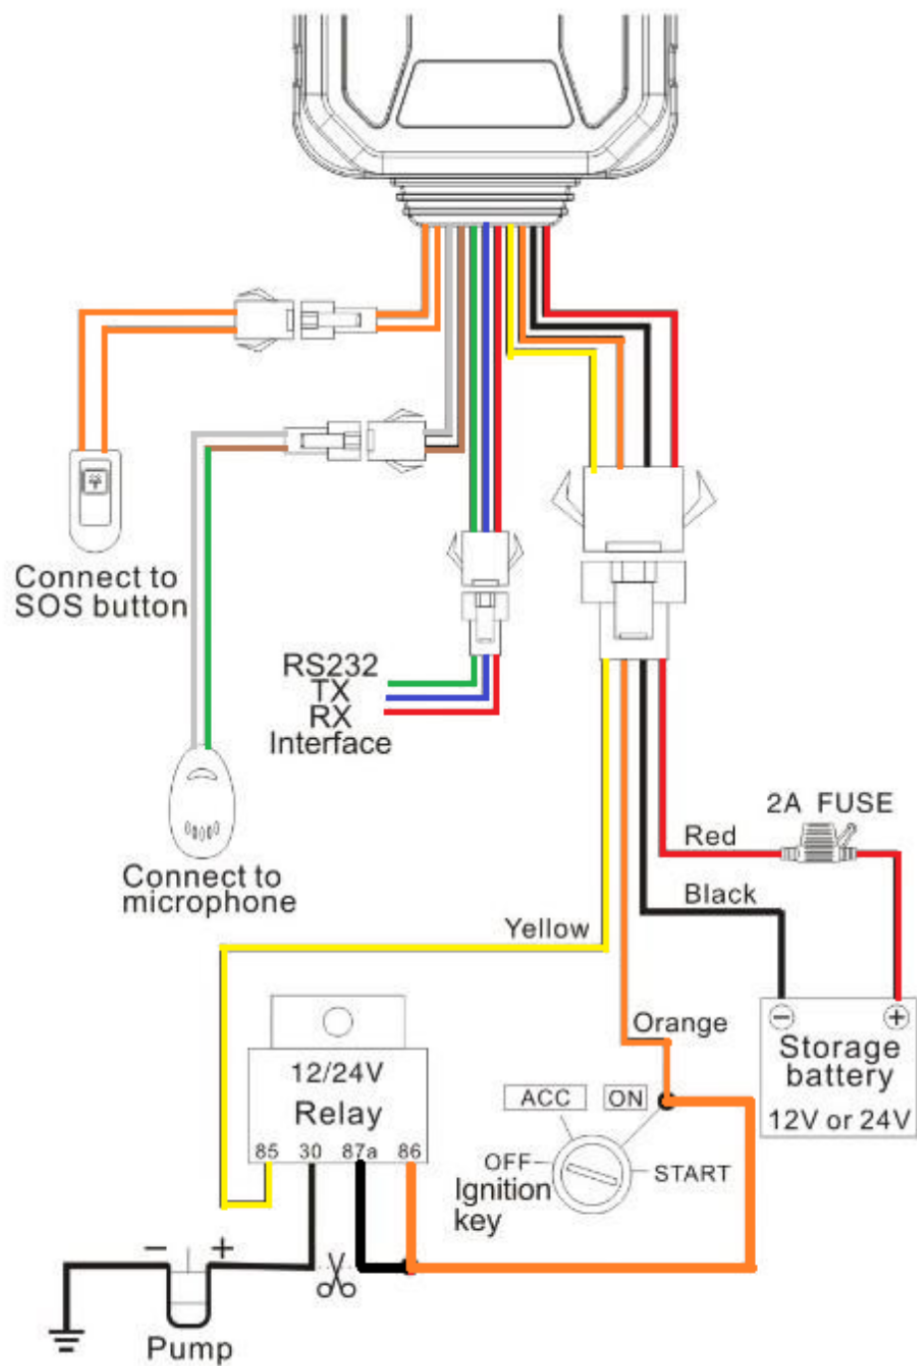 Connect to
SOS button
RS232
TX
RX
Interface
Connect to
microphone
2A FUSE
Red
Black
Yellow
Orange
− +
Storage
battery
12V or 24V
12/24V
Relay
85 30 87a 86
ACC ON
OFF START
Ignition
key
− +
Pump